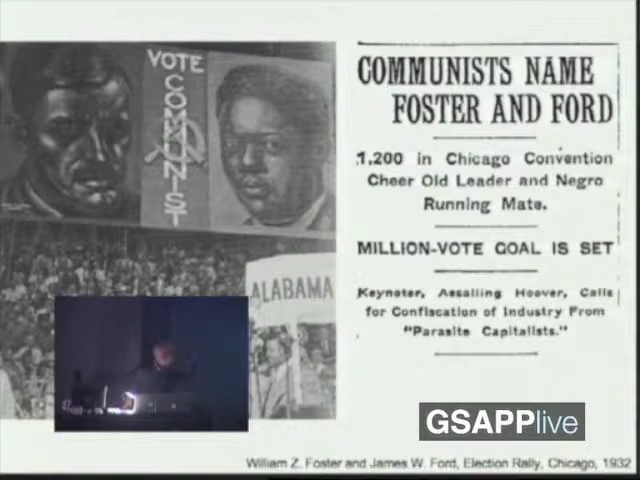 VOTE
COMMUNIST
ALABAMA
COMMUNISTS NAME
FOSTER AND FORD
1,200 in Chicago Convention
Cheer Old Leader and Negro
Running Mate.
MILLION-VOTE GOAL IS SET
Keynoter, Assailing Hoover, Calls
for Confiscation of Industry From
"Parasite Capitalists."
GSAPPlive
William Z. Foster and James W. Ford, Election Rally, Chicago, 1932